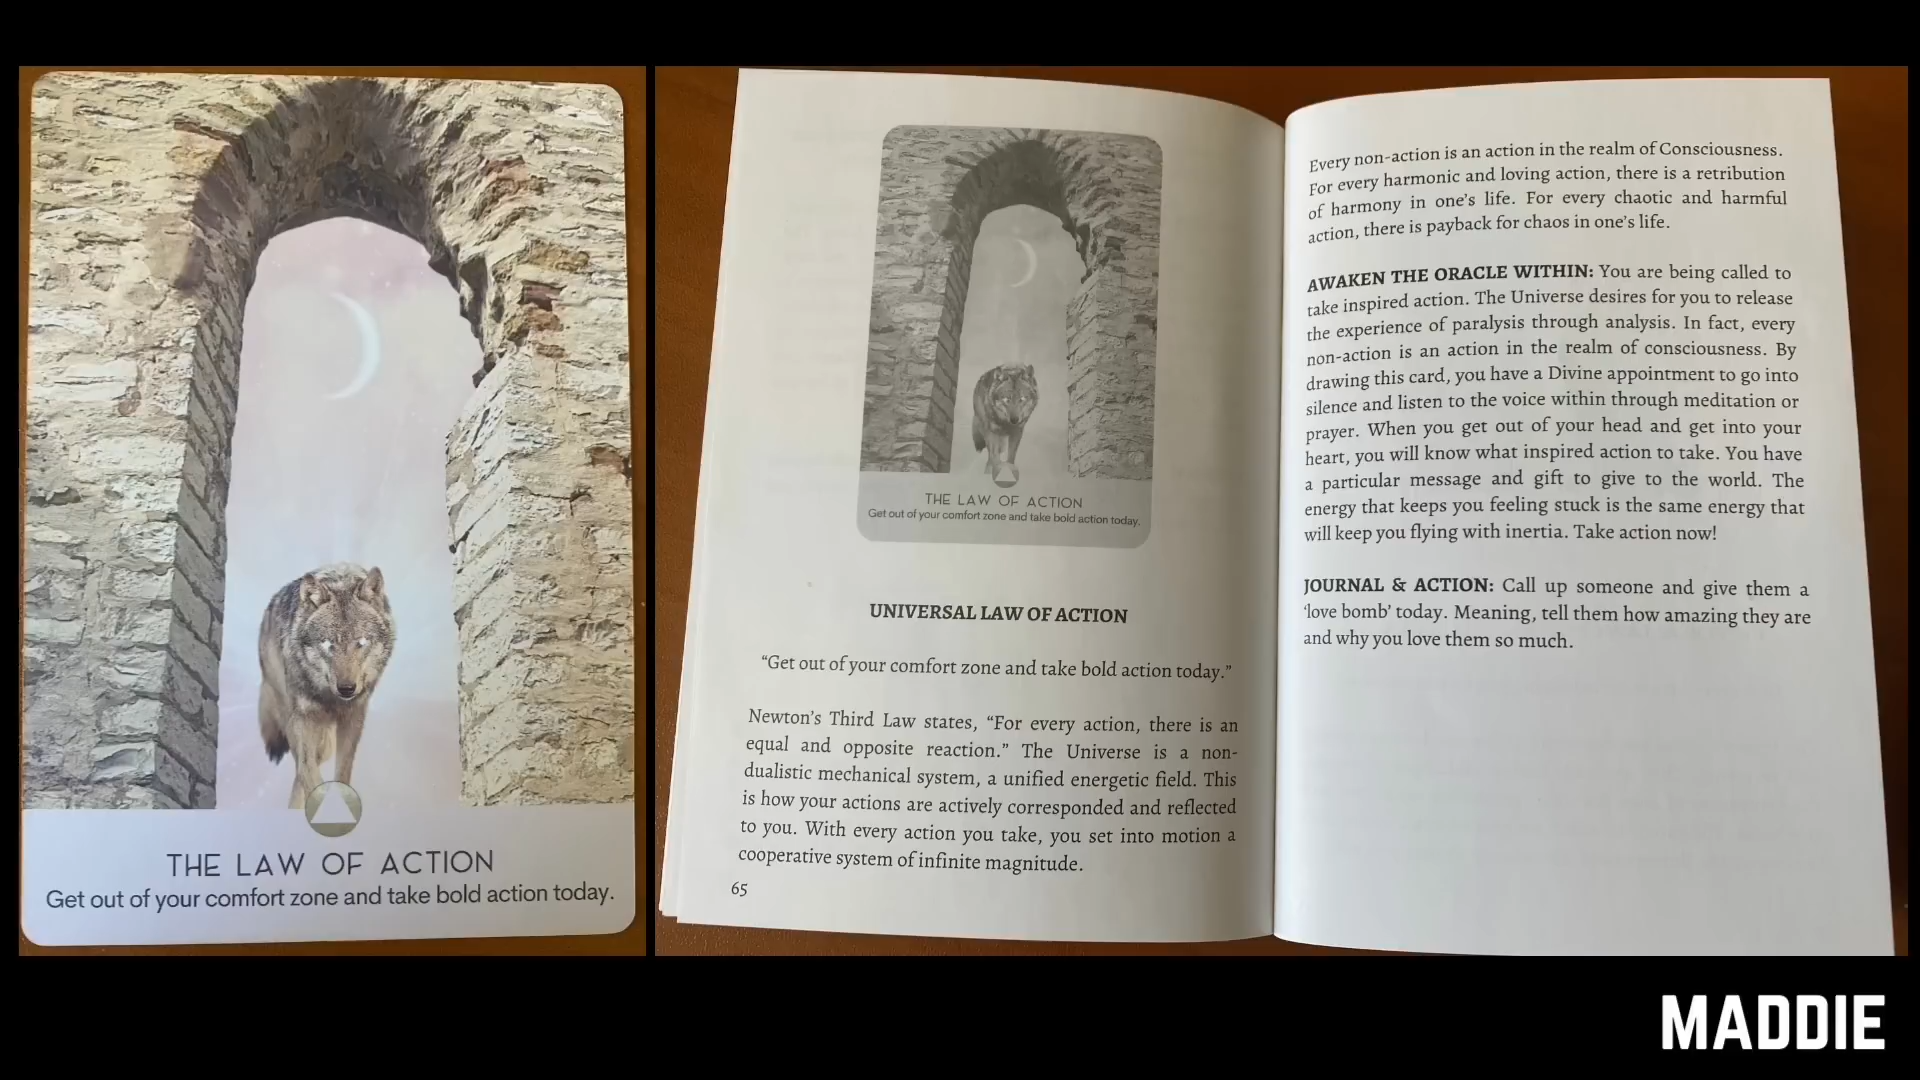 THE LAW OF ACTION
Get out of your comfort zone and take bold action today.
THE LAW OF ACTION
Get out of your comfort zone and take bold action today.
UNIVERSAL LAW OF ACTION
“Get out of your comfort zone and take bold action today.”
Newton’s Third Law states, “For every action, there is an
equal and opposite reaction.” The Universe is a non-
dualistic mechanical system, a unified energetic field. This
is how your actions are actively corresponded and reflected
to you. With every action you take, you set into motion a
cooperative system of infinite magnitude.
65
Every non-action is an action in the realm of Consciousness.
For every harmonic and loving action, there is a retribution
of harmony in one’s life. For every chaotic and harmful
action, there is payback for chaos in one’s life.
AWAKEN THE ORACLE WITHIN: You are being called to
take inspired action. The Universe desires for you to release
the experience of paralysis through analysis. In fact, every
non-action is an action in the realm of consciousness. By
drawing this card, you have a Divine appointment to go into
silence and listen to the voice within through meditation or
prayer. When you get out of your head and get into your
heart, you will know what inspired action to take. You have
a particular message and gift to give to the world. The
energy that keeps you feeling stuck is the same energy that
will keep you flying with inertia. Take action now!
JOURNAL & ACTION: Call up someone and give them a
‘love bomb’ today. Meaning, tell them how amazing they are
and why you love them so much.
MADDIE